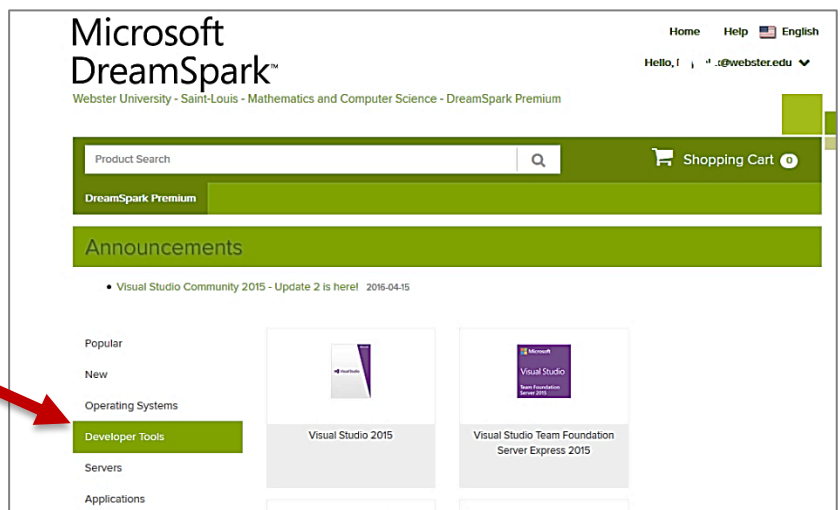 Microsoft
DreamSpark™
Home Help English
Hello, @webster.edu
Webster University - Saint-Louis - Mathematics and Computer Science - DreamSpark Premium
Product Search
Shopping Cart 0
DreamSpark Premium
Announcements
• Visual Studio Community 2015 - Update 2 is here! 2016-04-15
Popular
New
Operating Systems
Developer Tools
Servers
Applications
Visual Studio
Visual Studio 2015
Microsoft
Visual Studio
Team Foundation
Server 2015
Visual Studio Team Foundation
Server Express 2015